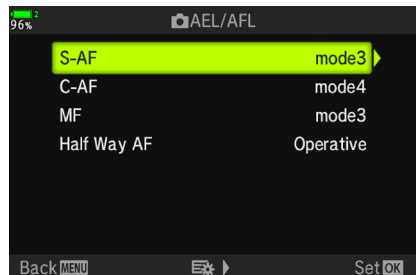 2
96%
AEL/AFL
S-AF mode3
C-AF mode4
MF mode3
Half Way AF Operative
Back MENU Set OK